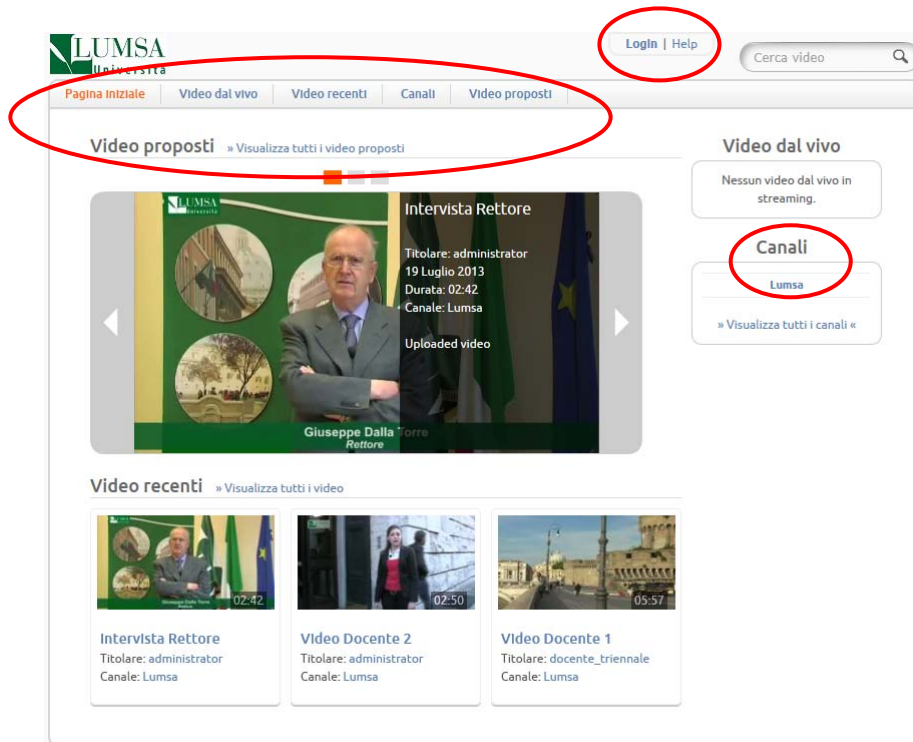 LUMSA
Università
Login | Help
Cerca video
Pagina iniziale
Video dal vivo
Video recenti
Canali
Video proposti
Video proposti » Visualizza tutti i video proposti
LUMSA
Università
Intervista Rettore
Titolare: administrator
19 Luglio 2013
Durata: 02:42
Canale: Lumsa
Uploaded video
Giuseppe Dalla Torre
Rettore
Video dal vivo
Nessun video dal vivo in
streaming.
Canali
Lumsa
» Visualizza tutti i canali «
Video recenti » Visualizza tutti i video
Giuseppe Dalla Torre
02:42
Intervista Rettore
Titolare: administrator
Canale: Lumsa
02:50
Video Docente 2
Titolare: administrator
Canale: Lumsa
05:57
Video Docente 1
Titolare: docente_triennale
Canale: Lumsa